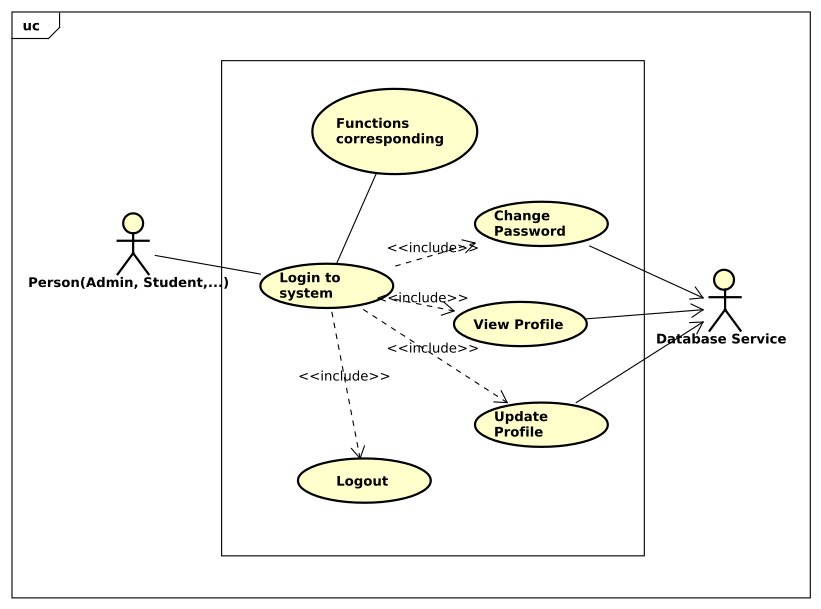 uc
Functions
corresponding
Change
Password
<<include>>
Login to
system
Person(Admin, Student,...)
<<include>>
View Profile
Database Service
<<include>>
<<include>>
Update
Profile
Logout